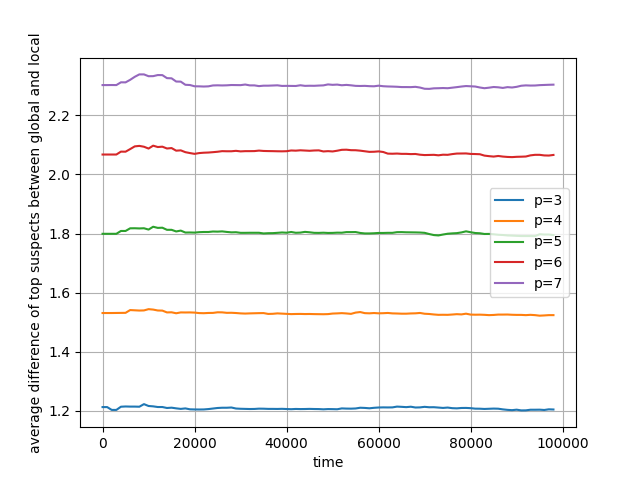 average difference of top suspects between global and local
2.2
2.0
1.8
1.6
1.4
1.2
p=3
p=4
p=5
p=6
p=7
0 20000 40000 60000 80000 100000
time